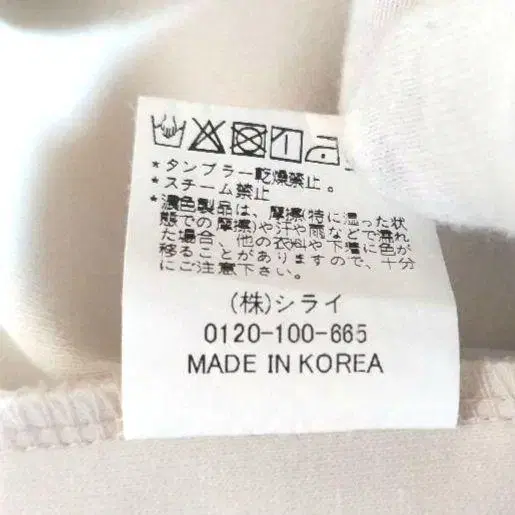 *タンブラー乾燥禁止。
*スチーム禁止
*濃色製品は、摩擦(特に湿った状
態での摩擦)や汗や雨などで濡れ
た場合、他の衣料や下着に色が
移ることがありますので、十分
にご注意下さい。
(株)シライ
0120-100-665
MADE IN KOREA